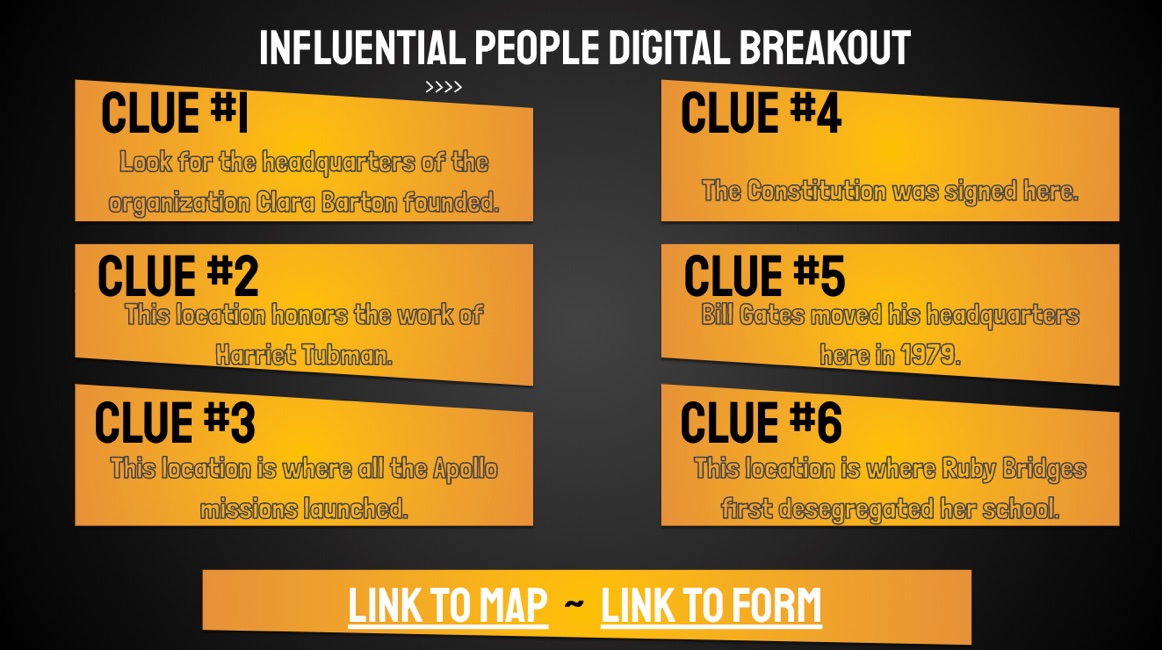 INFLUENTIAL PEOPLE DIGITAL BREAKOUT
>>>>
CLUE #1
Look for the headquarters of the
organization Clara Barton founded.
CLUE #2
This location honors the work of
Harriet Tubman.
CLUE #3
This location is where all the Apollo
missions launched.
CLUE #4
The Constitution was signed here.
CLUE #5
Bill Gates moved his headquarters
here in 1979.
CLUE #6
This location is where Ruby Bridges
first desegregated her school.
LINK TO MAP ~ LINK TO FORM